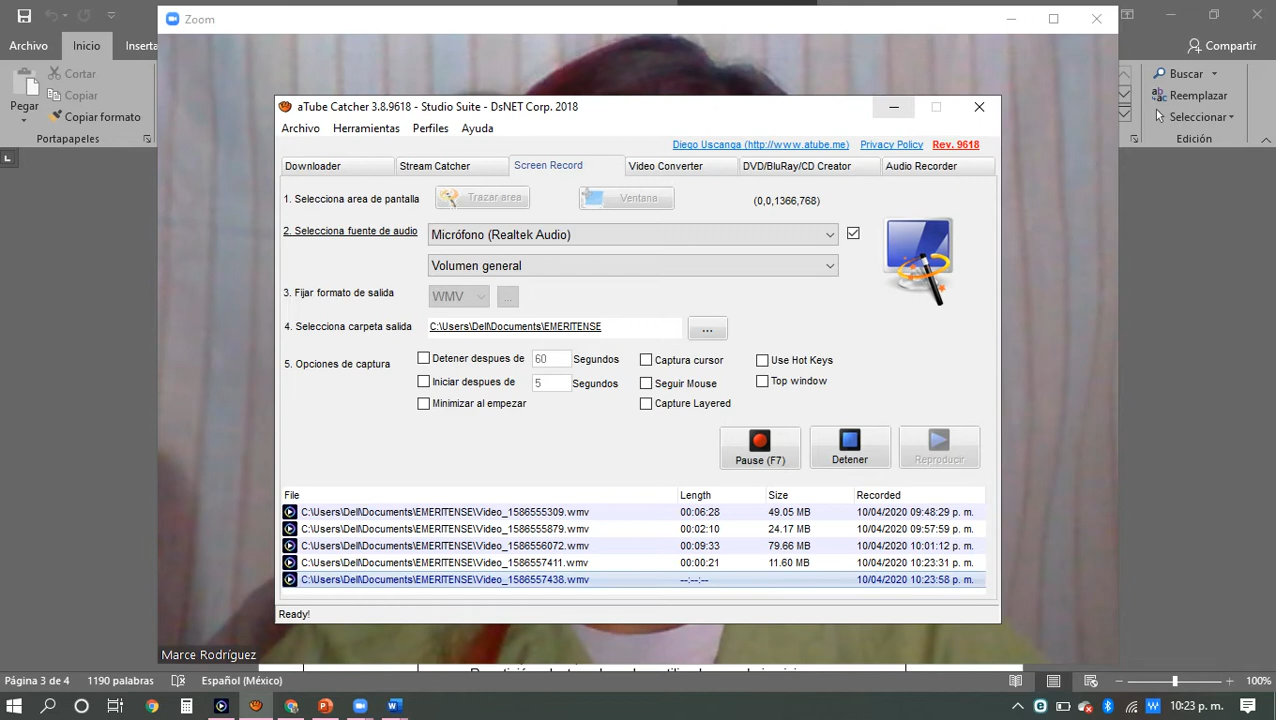 Zoom
Archivo Inicio Inserta
Compartir
Pegar
Cortar
Copiar
Copiar formato
Portapapeles
Buscar
Reemplazar
Seleccionar
Edición
aTube Catcher 3.8.9618 - Studio Suite - DsNET Corp. 2018
Archivo Herramientas Perfiles Ayuda
Diego Uscanga (http://www.atube.me) Privacy Policy Rev. 9618
Downloader Stream Catcher Screen Record Video Converter DVD/BluRay/CD Creator Audio Recorder
1. Selecciona area de pantalla Trazar area Ventana (0,0,1366,768)
2. Selecciona fuente de audio Micrófono (Realtek Audio)
Volumen general
3. Fijar formato de salida WMV ...
4. Selecciona carpeta salida C:\Users\Dell\Documents\EMERITENSE ...
5. Opciones de captura
Detener despues de 60 Segundos Captura cursor Use Hot Keys
Iniciar despues de 5 Segundos Seguir Mouse Top window
Minimizar al empezar Capture Layered
Pause (F7) Detener Reproducir
File Length Size Recorded
C:\Users\Dell\Documents\EMERITENSE\Video_1586555309.wmv 00:06:28 49.05 MB 10/04/2020 09:48:29 p. m.
C:\Users\Dell\Documents\EMERITENSE\Video_1586555879.wmv 00:02:10 24.17 MB 10/04/2020 09:57:59 p. m.
C:\Users\Dell\Documents\EMERITENSE\Video_1586556072.wmv 00:09:33 79.66 MB 10/04/2020 10:01:12 p. m.
C:\Users\Dell\Documents\EMERITENSE\Video_1586557411.wmv 00:00:21 11.60 MB 10/04/2020 10:23:31 p. m.
C:\Users\Dell\Documents\EMERITENSE\Video_1586557438.wmv --:--:-- 10/04/2020 10:23:58 p. m.
Ready!
Marce Rodríguez
Página 3 de 4 1190 palabras Español (México) 100%
10:23 p. m.